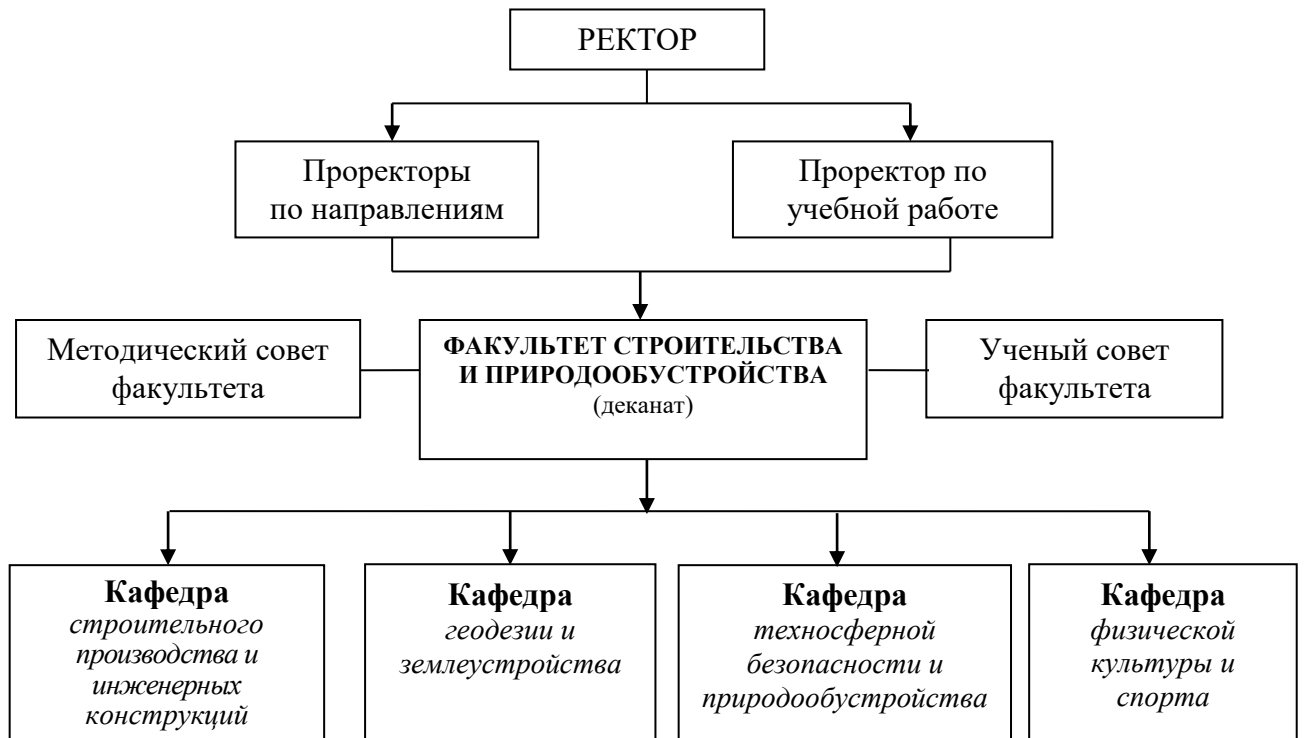 РЕКТОР
Проректоры
по направлениям
Проректор по
учебной работе
Методический совет
факультета
ФАКУЛЬТЕТ СТРОИТЕЛЬСТВА
И ПРИРОДООБУСТРОЙСТВА
(деканат)
Ученый совет
факультета
Кафедра
строительного
производства и
инженерных
конструкций
Кафедра
геодезии и
землеустройства
Кафедра
техносферной
безопасности и
природообустройства
Кафедра
физической
культуры и
спорта